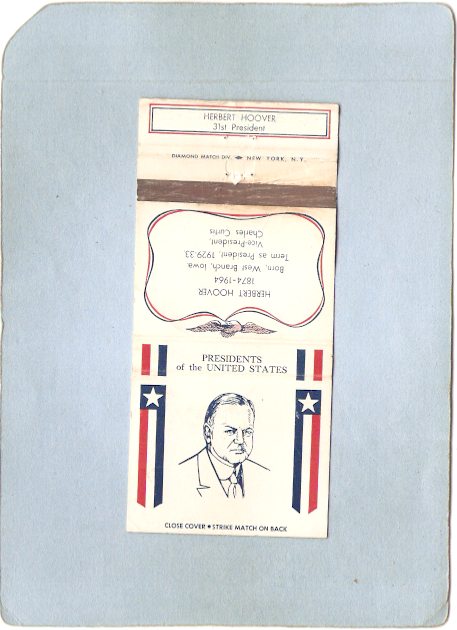 HERBERT HOOVER
31st President
DIAMOND MATCH DIV. NEW YORK, N.Y.
HERBERT HOOVER
1874-1964
Born, West Branch, Iowa.
Term as President, 1929-33.
Vice-President
Charles Curtis
PRESIDENTS
of the UNITED STATES
CLOSE COVER • STRIKE MATCH ON BACK